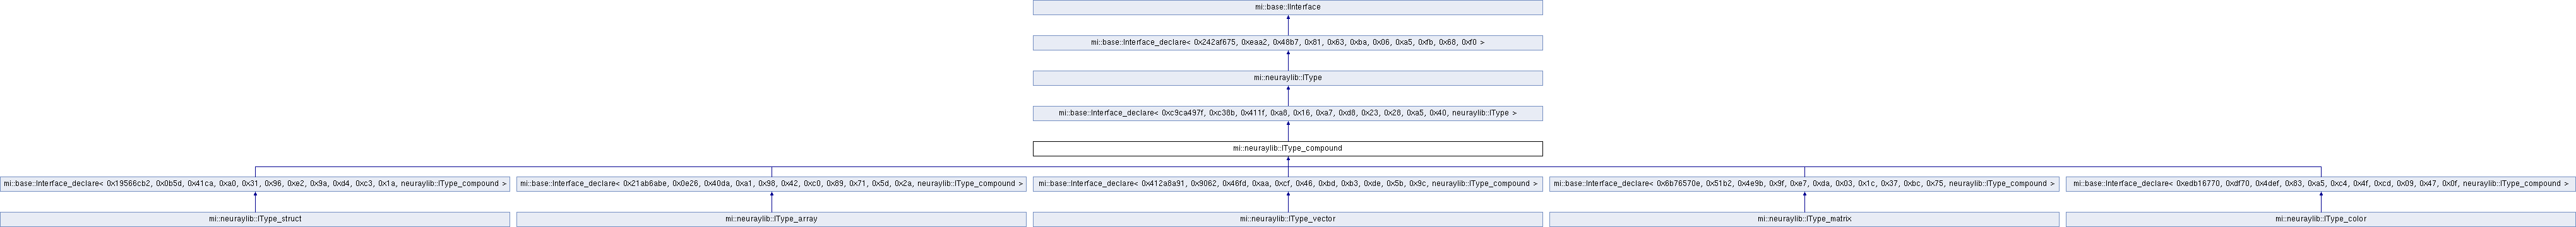 mi::base::IInterface
mi::base::Interface_declare< 0x242af675, 0xeaa2, 0x48b7, 0x81, 0x63, 0xba, 0x06, 0xa5, 0xfb, 0x68, 0xf0 >
mi::neuraylib::IType
mi::base::Interface_declare< 0xc9ca497f, 0xc38b, 0x411f, 0xa8, 0x16, 0xa7, 0xd8, 0x23, 0x28, 0xa5, 0x40, neuraylib::IType >
mi::neuraylib::IType_compound
mi::base::Interface_declare< 0x19566cb2, 0x0b5d, 0x41ca, 0xa0, 0x31, 0x96, 0xe2, 0x9a, 0xd4, 0xc3, 0x1a, neuraylib::IType_compound >
mi::base::Interface_declare< 0x21ab6abe, 0x0e26, 0x40da, 0xa1, 0x98, 0x42, 0xc0, 0x89, 0x71, 0x5d, 0x2a, neuraylib::IType_compound >
mi::base::Interface_declare< 0x412a8a91, 0x9062, 0x46fd, 0xaa, 0xcf, 0x46, 0xbd, 0xb3, 0xde, 0x5b, 0x9c, neuraylib::IType_compound >
mi::base::Interface_declare< 0x6b76570e, 0x51b2, 0x4e9b, 0x9f, 0xe7, 0xda, 0x03, 0x1c, 0x37, 0xbc, 0x75, neuraylib::IType_compound >
mi::base::Interface_declare< 0xedb16770, 0xdf70, 0x4def, 0x83, 0xa5, 0xc4, 0x4f, 0xcd, 0x09, 0x47, 0x0f, neuraylib::IType_compound >
mi::neuraylib::IType_struct
mi::neuraylib::IType_array
mi::neuraylib::IType_vector
mi::neuraylib::IType_matrix
mi::neuraylib::IType_color